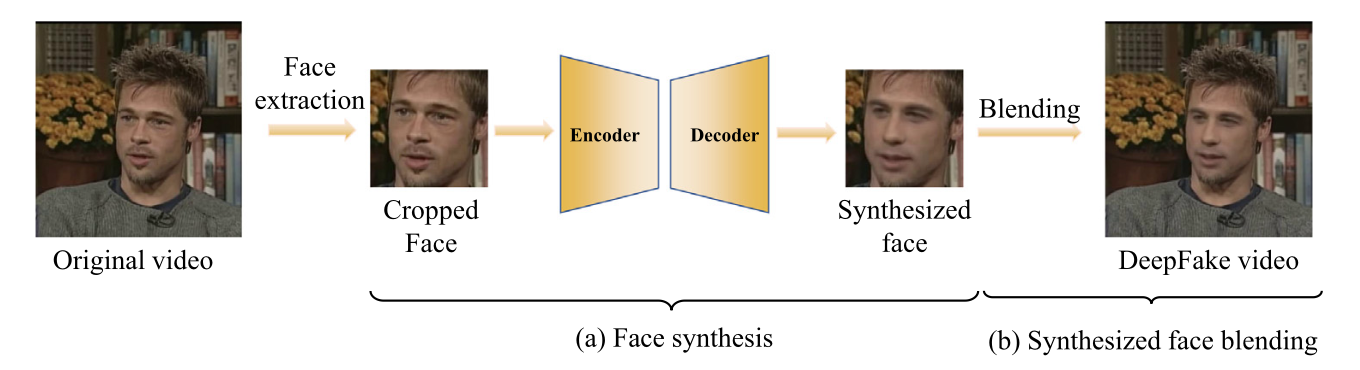 Face
extraction
Encoder
Decoder
Blending
Cropped
Face
Synthesized
face
Original video
DeepFake video
(a) Face synthesis
(b) Synthesized face blending